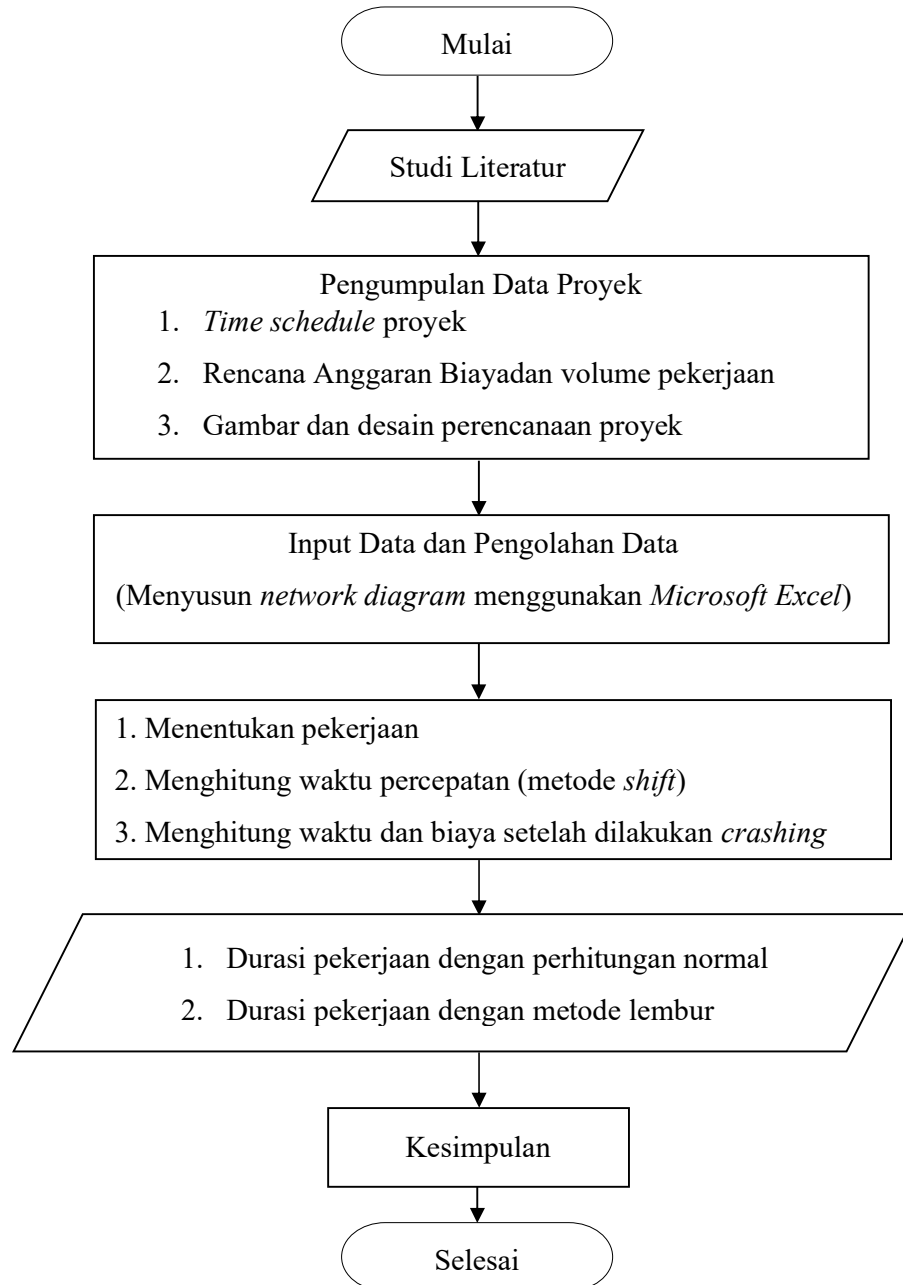 Mulai
Studi Literatur
Pengumpulan Data Proyek
1. Time schedule proyek
2. Rencana Anggaran Biayadan volume pekerjaan
3. Gambar dan desain perencanaan proyek
Input Data dan Pengolahan Data
(Menyusun network diagram menggunakan Microsoft Excel)
1. Menentukan pekerjaan
2. Menghitung waktu percepatan (metode shift)
3. Menghitung waktu dan biaya setelah dilakukan crashing
1. Durasi pekerjaan dengan perhitungan normal
2. Durasi pekerjaan dengan metode lembur
Kesimpulan
Selesai